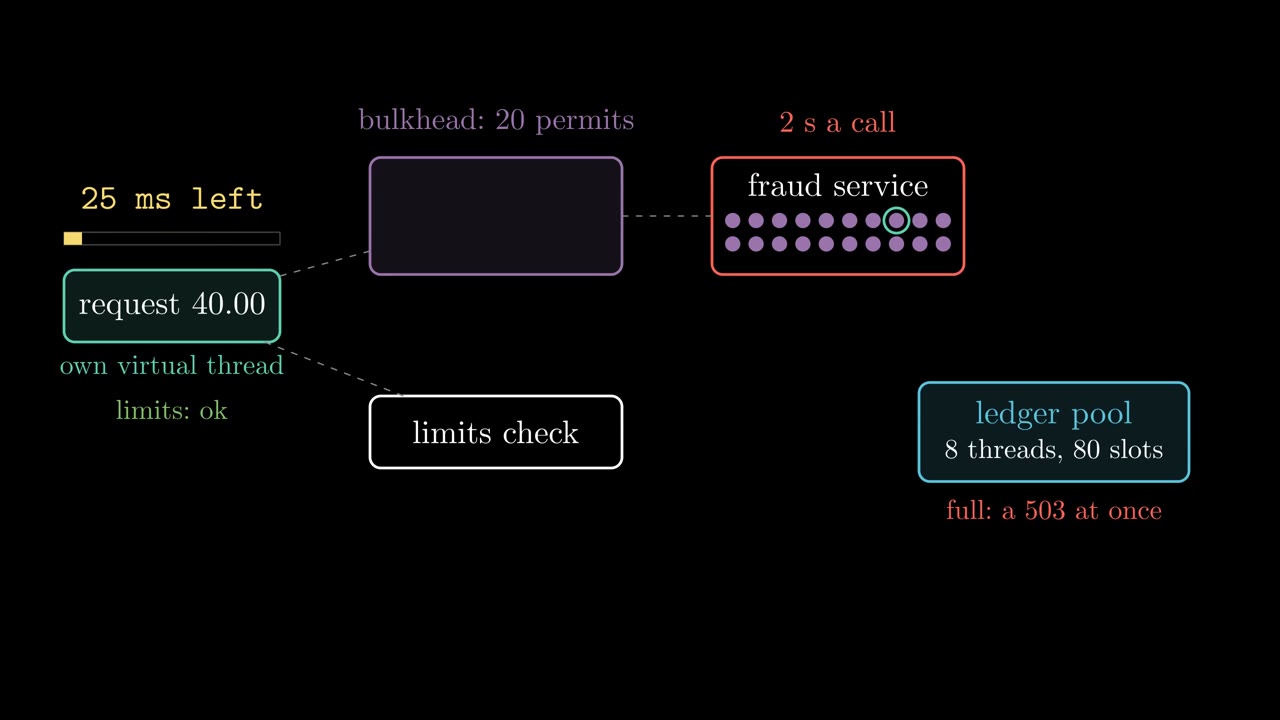 bulkhead: 20 permits
2 s a call
25 ms left
fraud service
request 40.00
own virtual thread
limits: ok
limits check
ledger pool
8 threads, 80 slots
full: a 503 at once